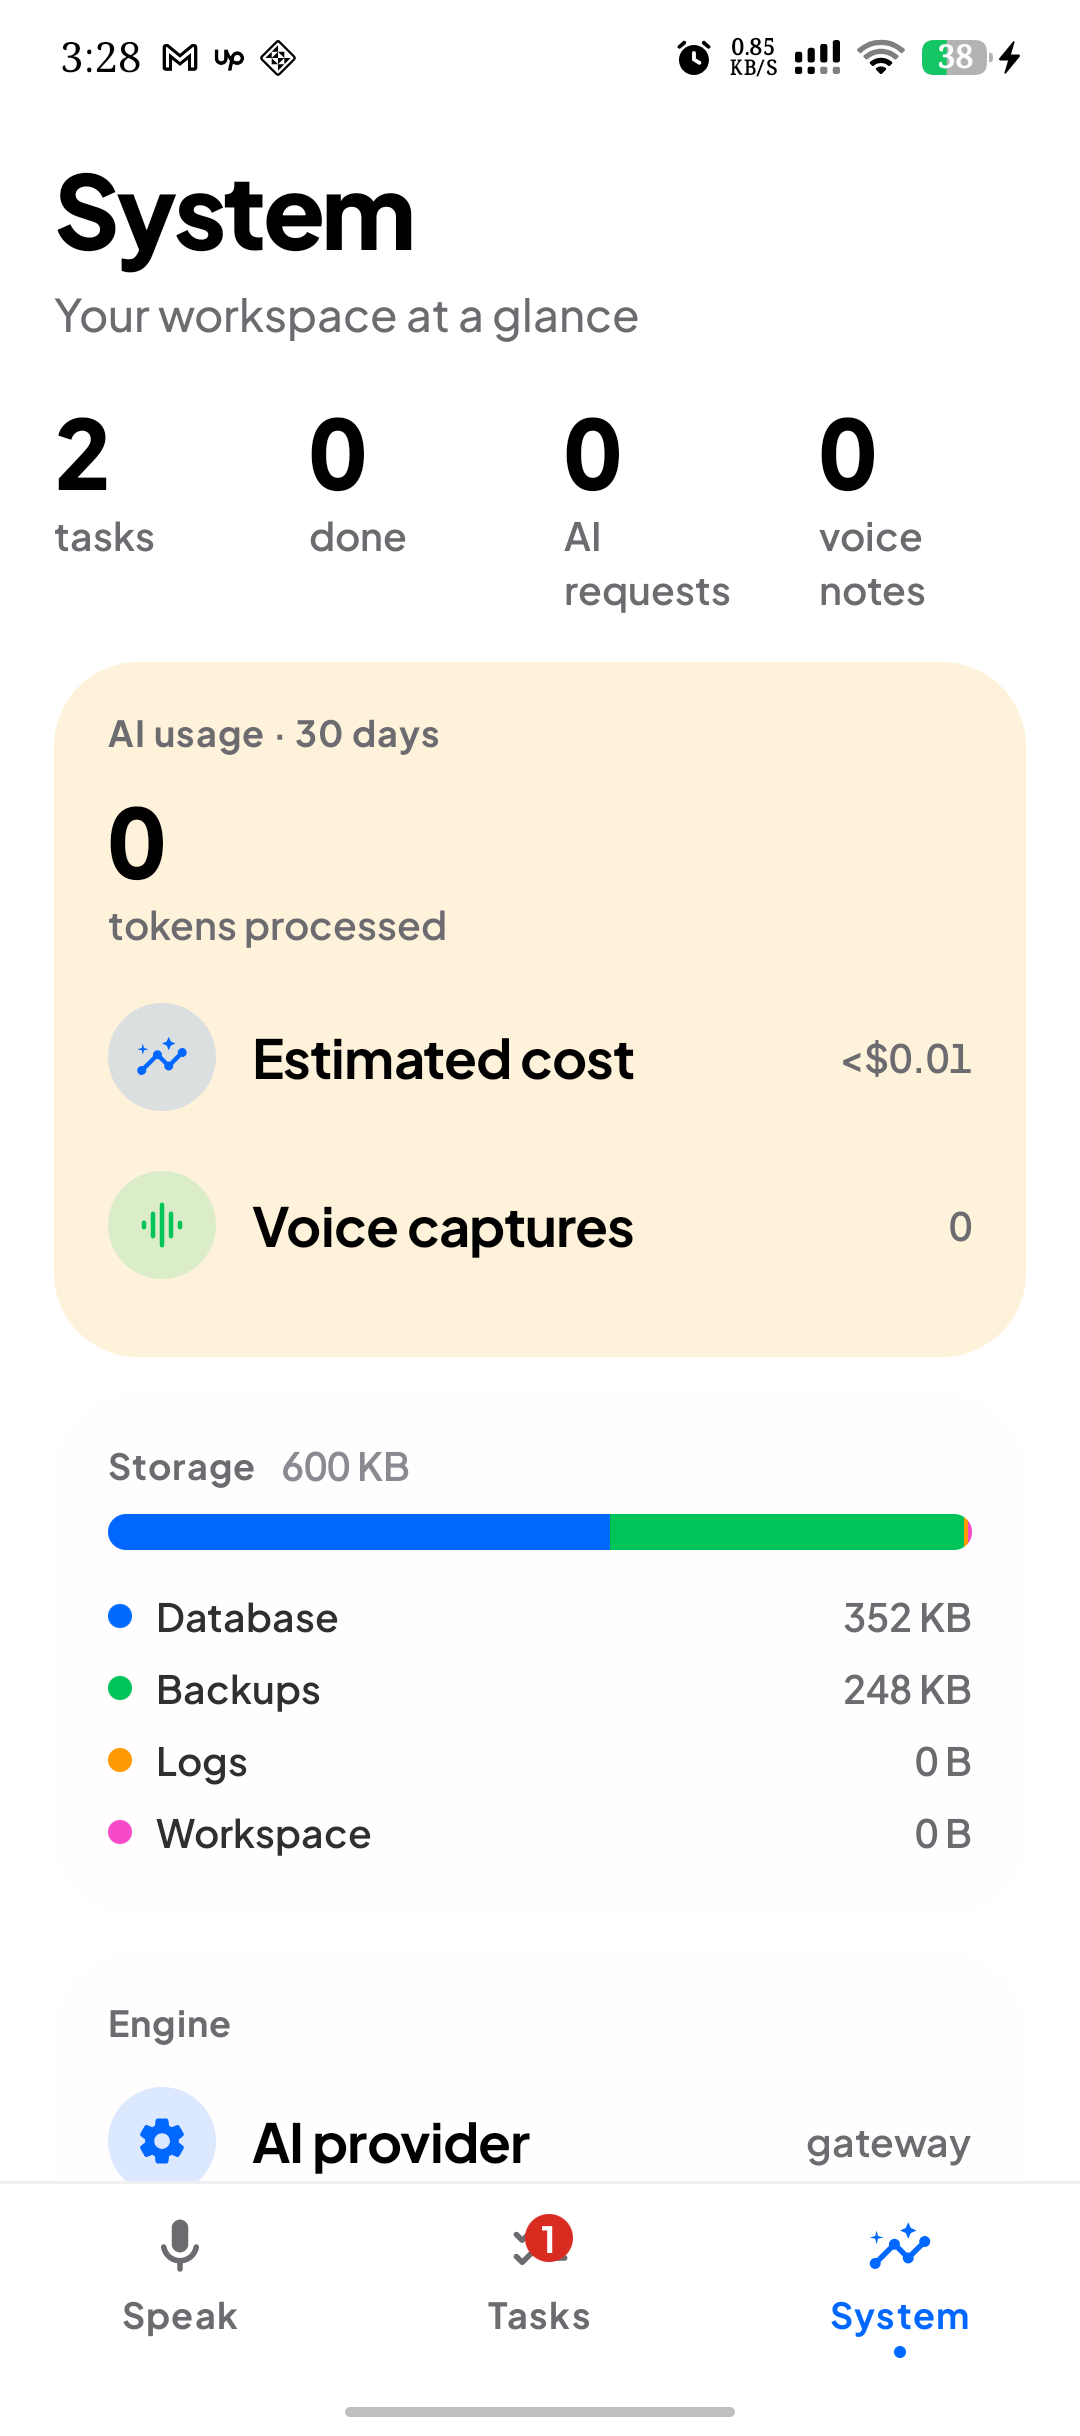 3:28 up 0.85 KB/S 38
System
Your workspace at a glance
2 0 0 0
tasks done AI requests voice notes
AI usage · 30 days
0
tokens processed
Estimated cost <$0.01
Voice captures 0
Storage 600 KB
Database 352 KB
Backups 248 KB
Logs 0 B
Workspace 0 B
Engine
AI provider gateway
1
Speak Tasks System